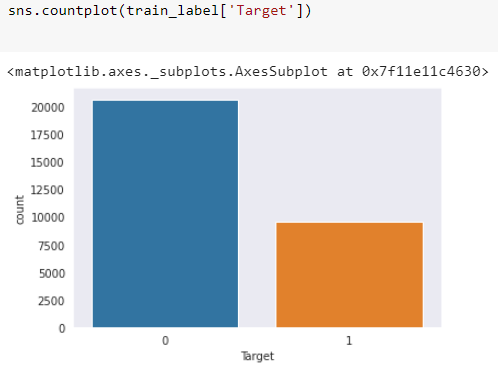 sns.countplot(train_label['Target'])
<matplotlib.axes._subplots.AxesSubplot at 0x7f11e11c4630>
20000
17500
15000
12500
10000
7500
5000
2500
0
count
0 1
Target